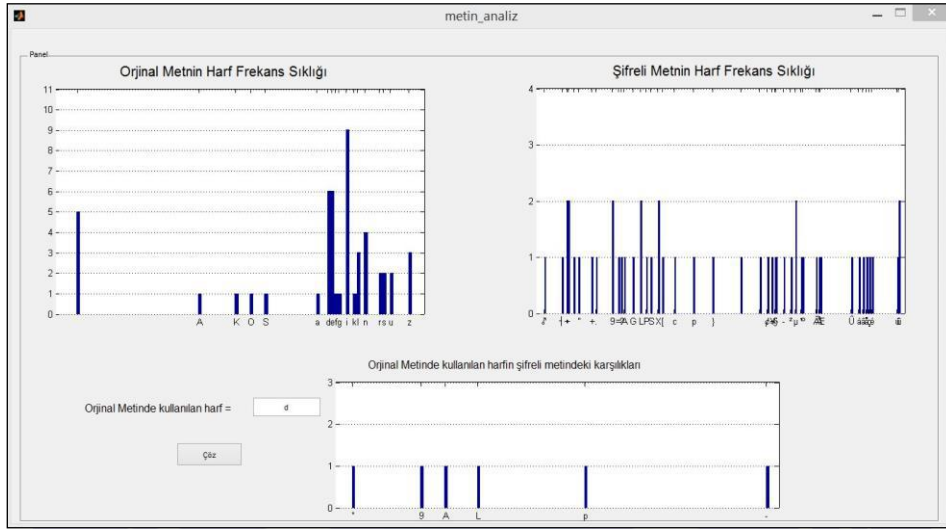 metin_analiz
Panel
Orjinal Metnin Harf Frekans Sıklığı
11
10
9
8
7
6
5
4
3
2
1
0
A K O S a defg i kl n rs u z
Şifreli Metnin Harf Frekans Sıklığı
4
3
2
1
0
G LPSX[ c p }
Orjinal Metinde kullanılan harfin şifreli metindeki karşılıkları
Orjinal Metinde kullanılan harf =
d
Çöz
3
2
1
0
9 A L p -